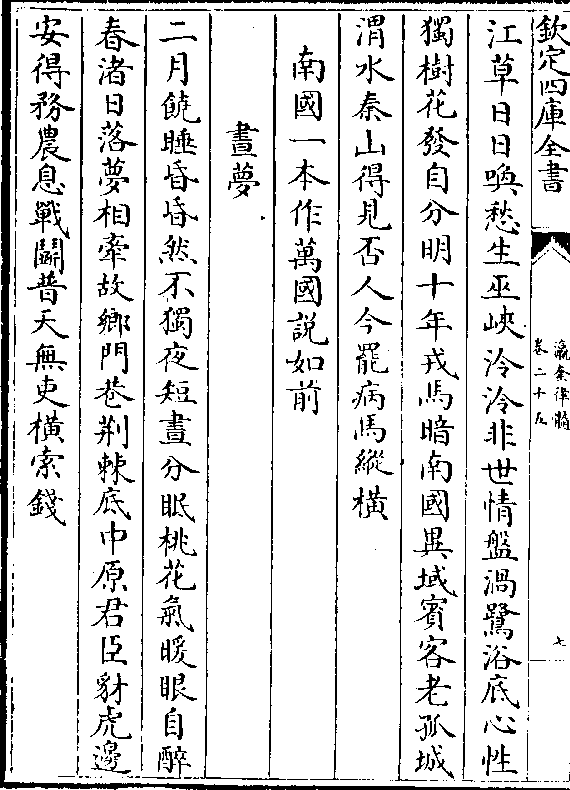 欽定四庫全書
瀛奎律髓
卷二十五
七
江草日日喚愁生巫峽泠泠非世情盤渦鷺浴底心性
獨樹花發自分明十年戎馬暗南國異域賓客老孤城
渭水秦山得見否人今罷病馬縱橫
南國一本作萬國説如前
晝夢
二月饒睡昏昏然不獨夜短晝分眠桃花氣暖眼自醉
春渚日落夢相牽故鄉門巷荆棘底中原君臣豺虎邊
安得務農息戰鬭普天無吏横索錢